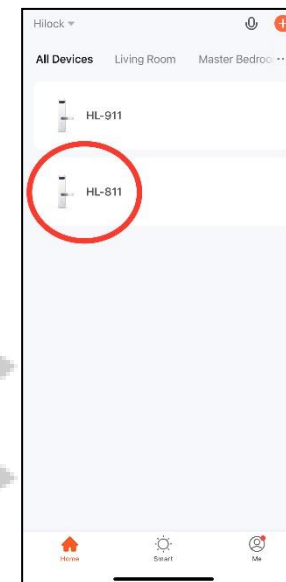 Hilock
All Devices Living Room Master Bedroo ··
HL-911
HL-811
Home Smart Me